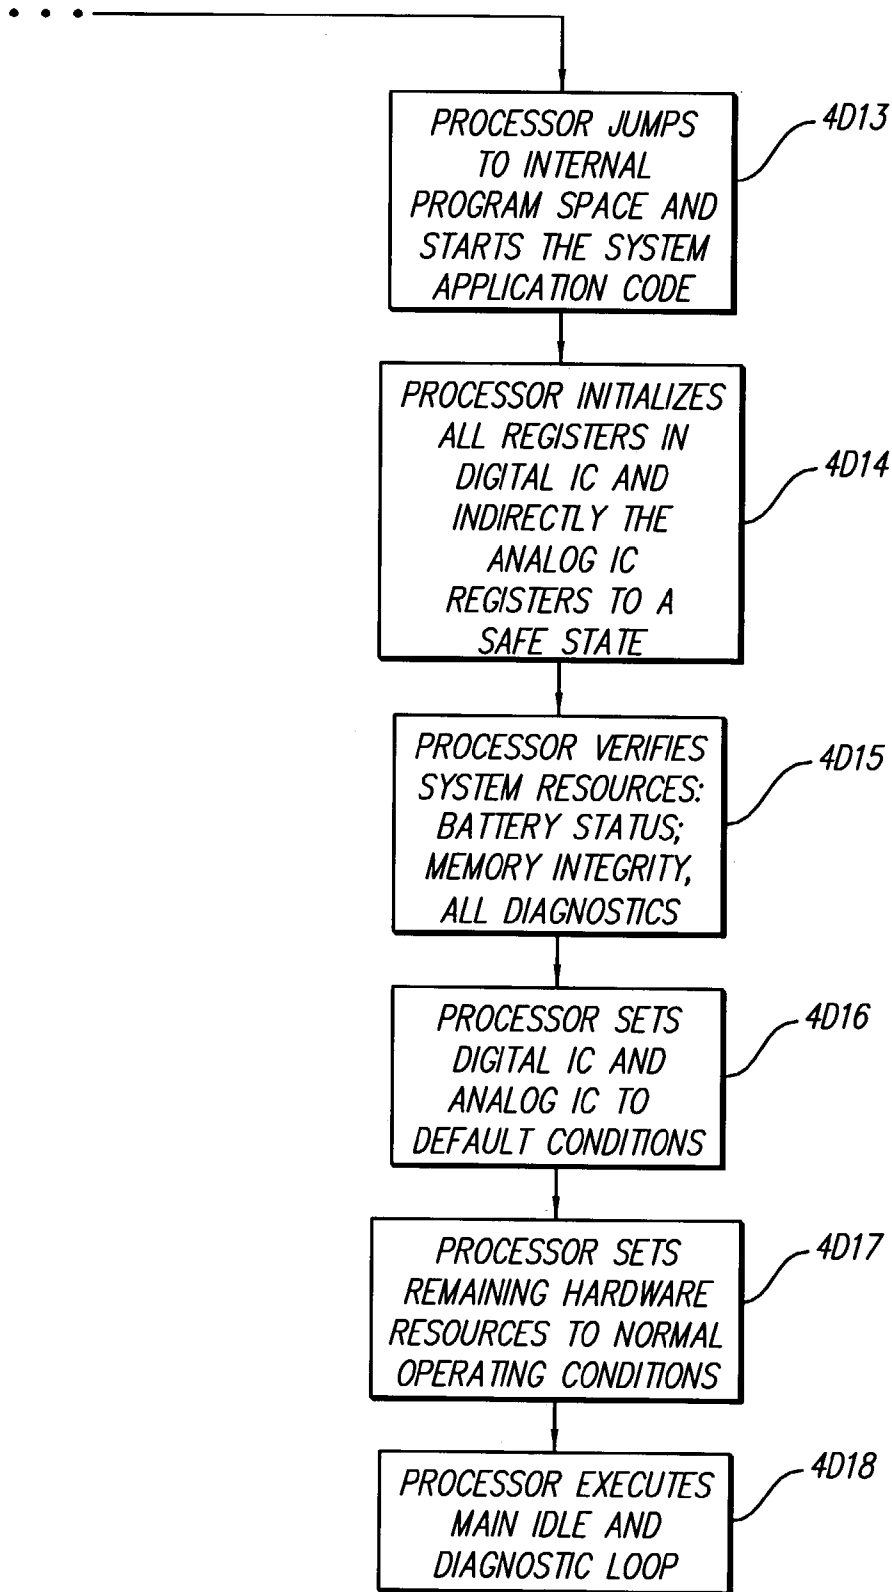 PROCESSOR JUMPS
TO INTERNAL
PROGRAM SPACE AND
STARTS THE SYSTEM
APPLICATION CODE
4D13
PROCESSOR INITIALIZES
ALL REGISTERS IN
DIGITAL IC AND
INDIRECTLY THE
ANALOG IC
REGISTERS TO A
SAFE STATE
4D14
PROCESSOR VERIFIES
SYSTEM RESOURCES:
BATTERY STATUS;
MEMORY INTEGRITY,
ALL DIAGNOSTICS
4D15
PROCESSOR SETS
DIGITAL IC AND
ANALOG IC TO
DEFAULT CONDITIONS
4D16
PROCESSOR SETS
REMAINING HARDWARE
RESOURCES TO NORMAL
OPERATING CONDITIONS
4D17
PROCESSOR EXECUTES
MAIN IDLE AND
DIAGNOSTIC LOOP
4D18